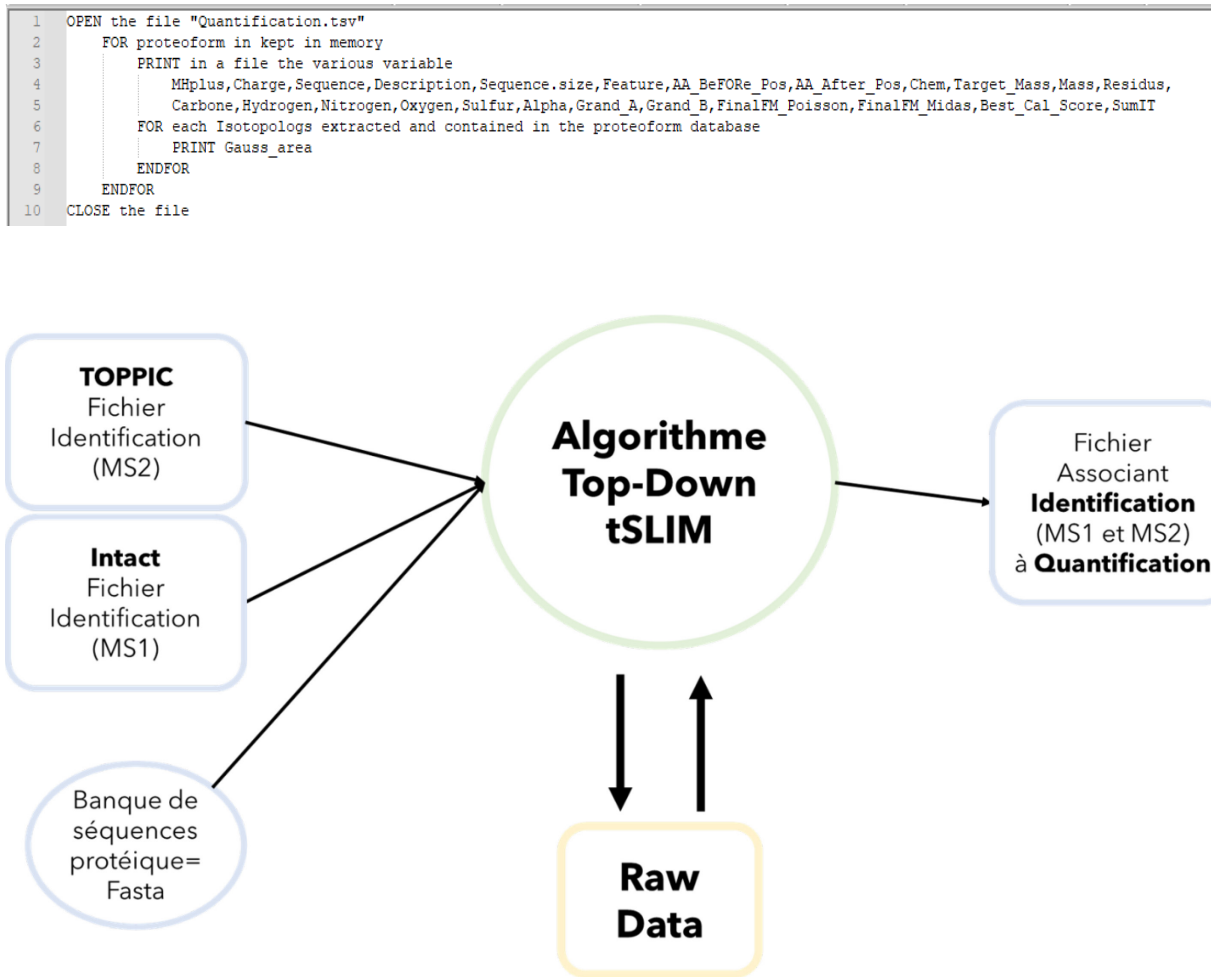 1 OPEN the file "Quantification.tsv"
2 FOR proteoform in kept in memory
3 PRINT in a file the various variable
4 MHplus,Charge,Sequence,Description,Sequence.size,Feature,AA_BeFORe_Pos,AA_After_Pos,Chem,Target_Mass,Mass,Residus,
5 Carbone,Hydrogen,Nitrogen,Oxygen,Sulfur,Alpha,Grand_A,Grand_B,FinalFM_Poisson,FinalFM_Midas,Best_Cal_Score,SumIT
6 FOR each Isotopologs extracted and contained in the proteoform database
7 PRINT Gauss_area
8 ENDFOR
9 ENDFOR
10 CLOSE the file
TOPPIC
Fichier
Identification
(MS2)
Intact
Fichier
Identification
(MS1)
Banque de
séquences
protéique=
Fasta
Algorithme
Top-Down
tSLIM
Raw
Data
Fichier
Associant
Identification
(MS1 et MS2)
à Quantification